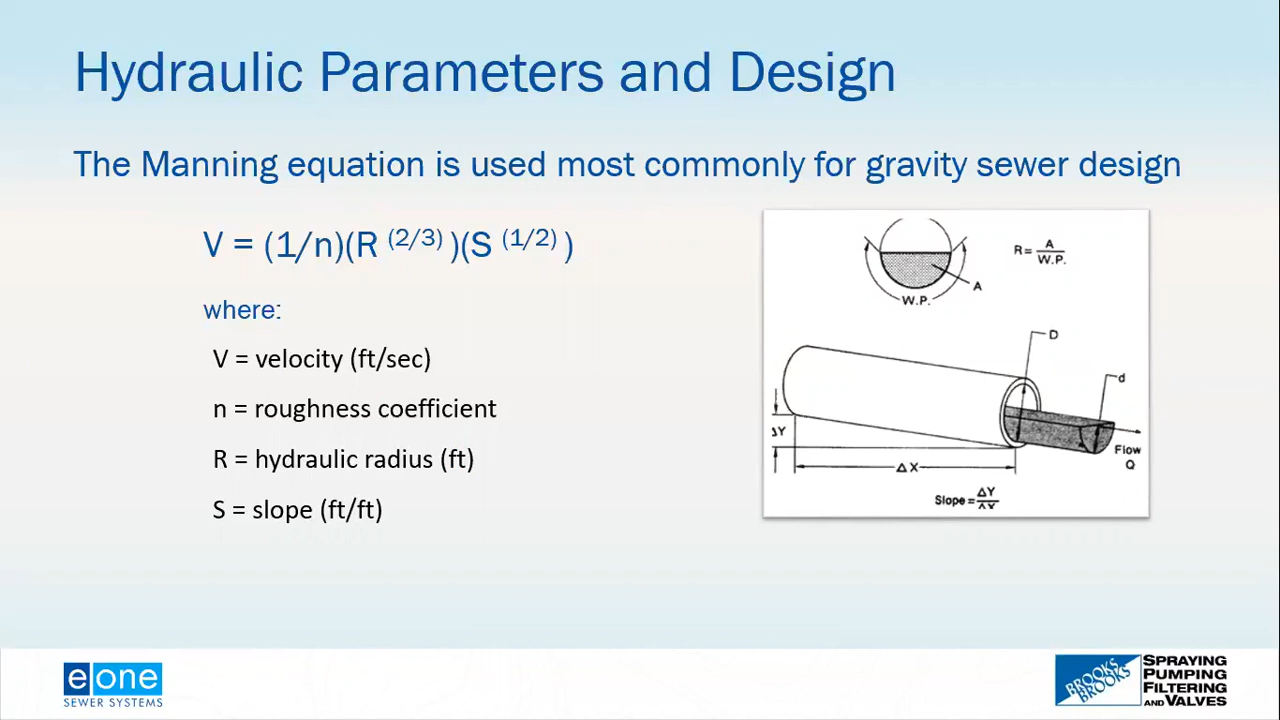 Hydraulic Parameters and Design
The Manning equation is used most commonly for gravity sewer design
V = (1/n)(R (2/3) )(S (1/2) )
where:
V = velocity (ft/sec)
n = roughness coefficient
R = hydraulic radius (ft)
S = slope (ft/ft)
R = A
W.P.
A
W.P.
D
d
ΔY
Flow
Q
ΔX
Slope = ΔY
ΔX
e one
SEWER SYSTEMS
BROOKS
BROOKS
SPRAYING
PUMPING
FILTERING
AND VALVES